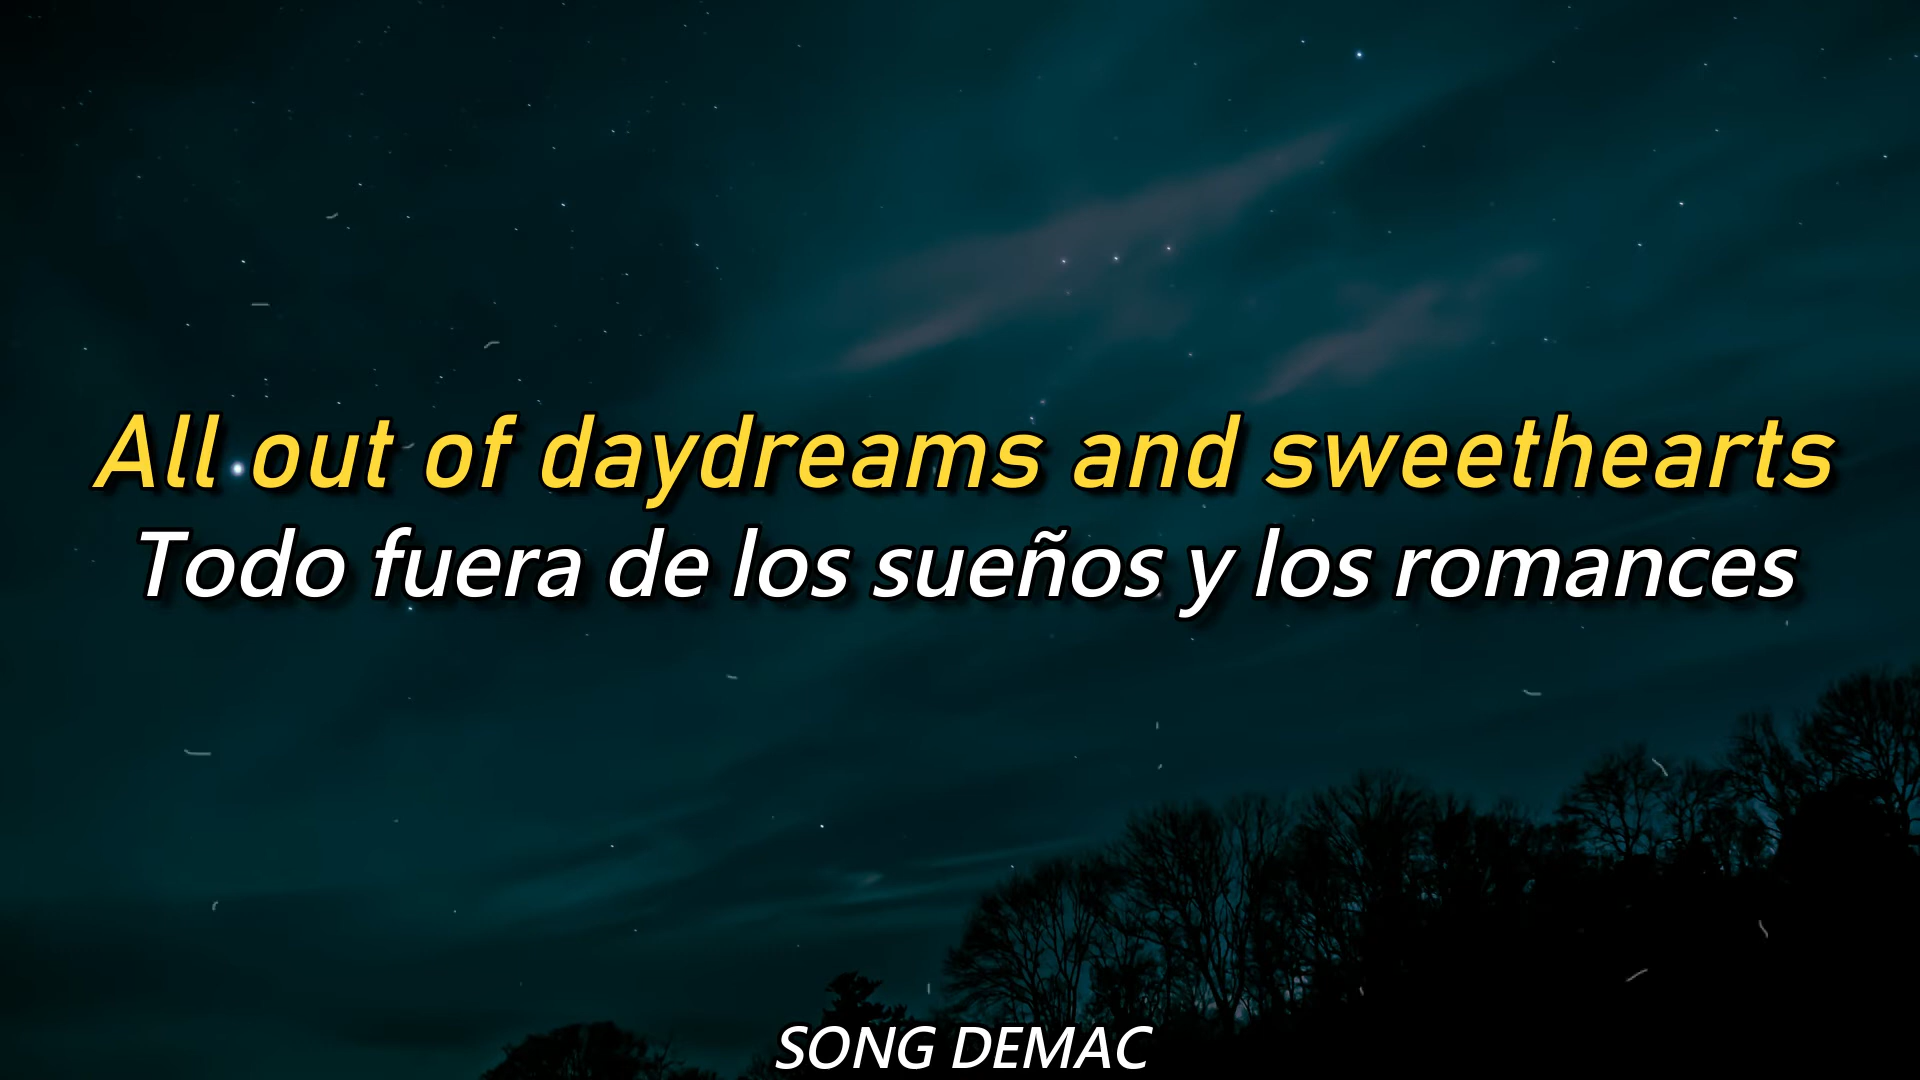 All out of daydreams and sweethearts
Todo fuera de los sueños y los romances
SONG DEMAC